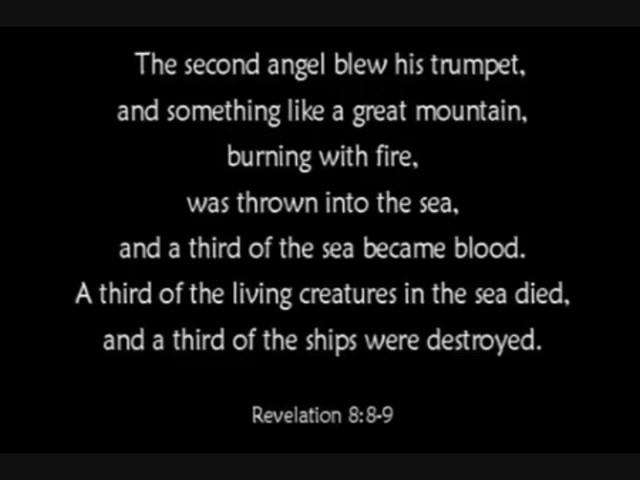 The second angel blew his trumpet,
and something like a great mountain,
burning with fire,
was thrown into the sea,
and a third of the sea became blood.
A third of the living creatures in the sea died,
and a third of the ships were destroyed.
Revelation 8:8-9